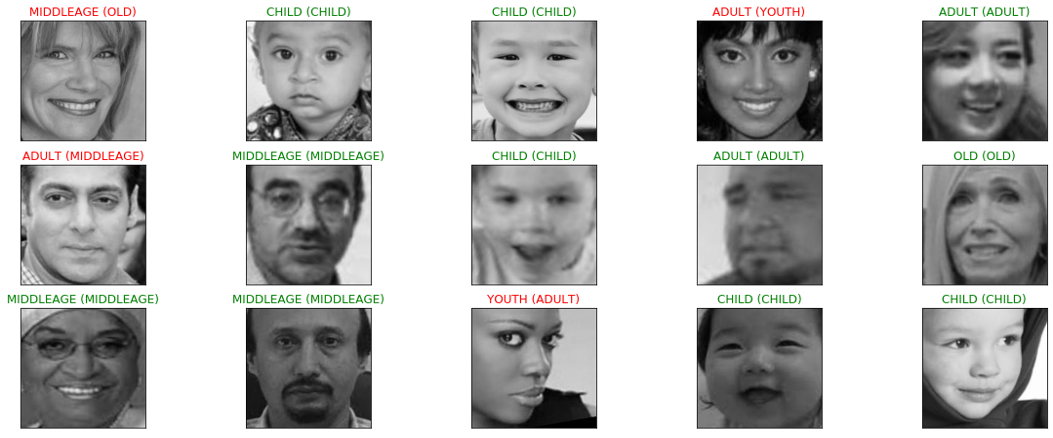 MIDDLEAGE (OLD)
CHILD (CHILD)
CHILD (CHILD)
ADULT (YOUTH)
ADULT (ADULT)
ADULT (MIDDLEAGE)
MIDDLEAGE (MIDDLEAGE)
CHILD (CHILD)
ADULT (ADULT)
OLD (OLD)
MIDDLEAGE (MIDDLEAGE)
MIDDLEAGE (MIDDLEAGE)
YOUTH (ADULT)
CHILD (CHILD)
CHILD (CHILD)